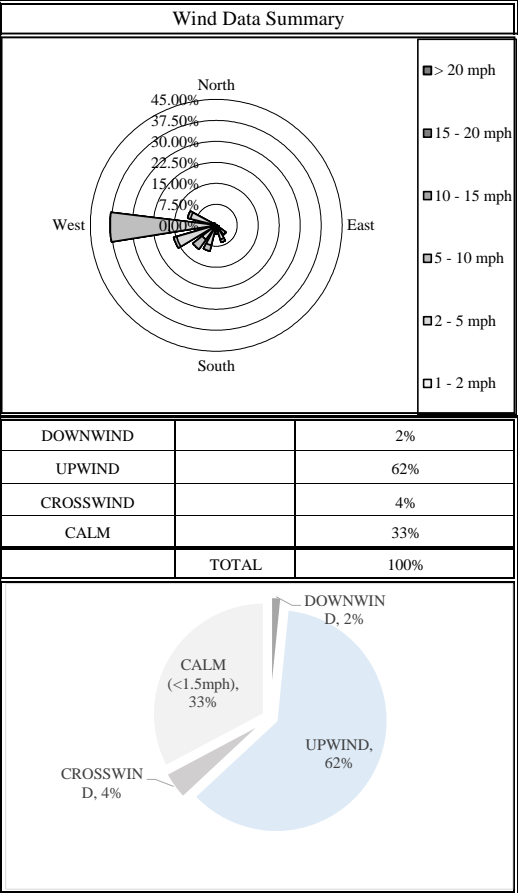 Wind Data Summary
North
45.00%
37.50%
30.00%
22.50%
15.00%
7.50%
0.00%
West
East
South
> 20 mph
15 - 20 mph
10 - 15 mph
5 - 10 mph
2 - 5 mph
1 - 2 mph
DOWNWIND 2%
UPWIND 62%
CROSSWIND 4%
CALM 33%
TOTAL 100%
DOWNWIN
D, 2%
CALM
(<1.5mph),
33%
UPWIND,
62%
CROSSWIN
D, 4%